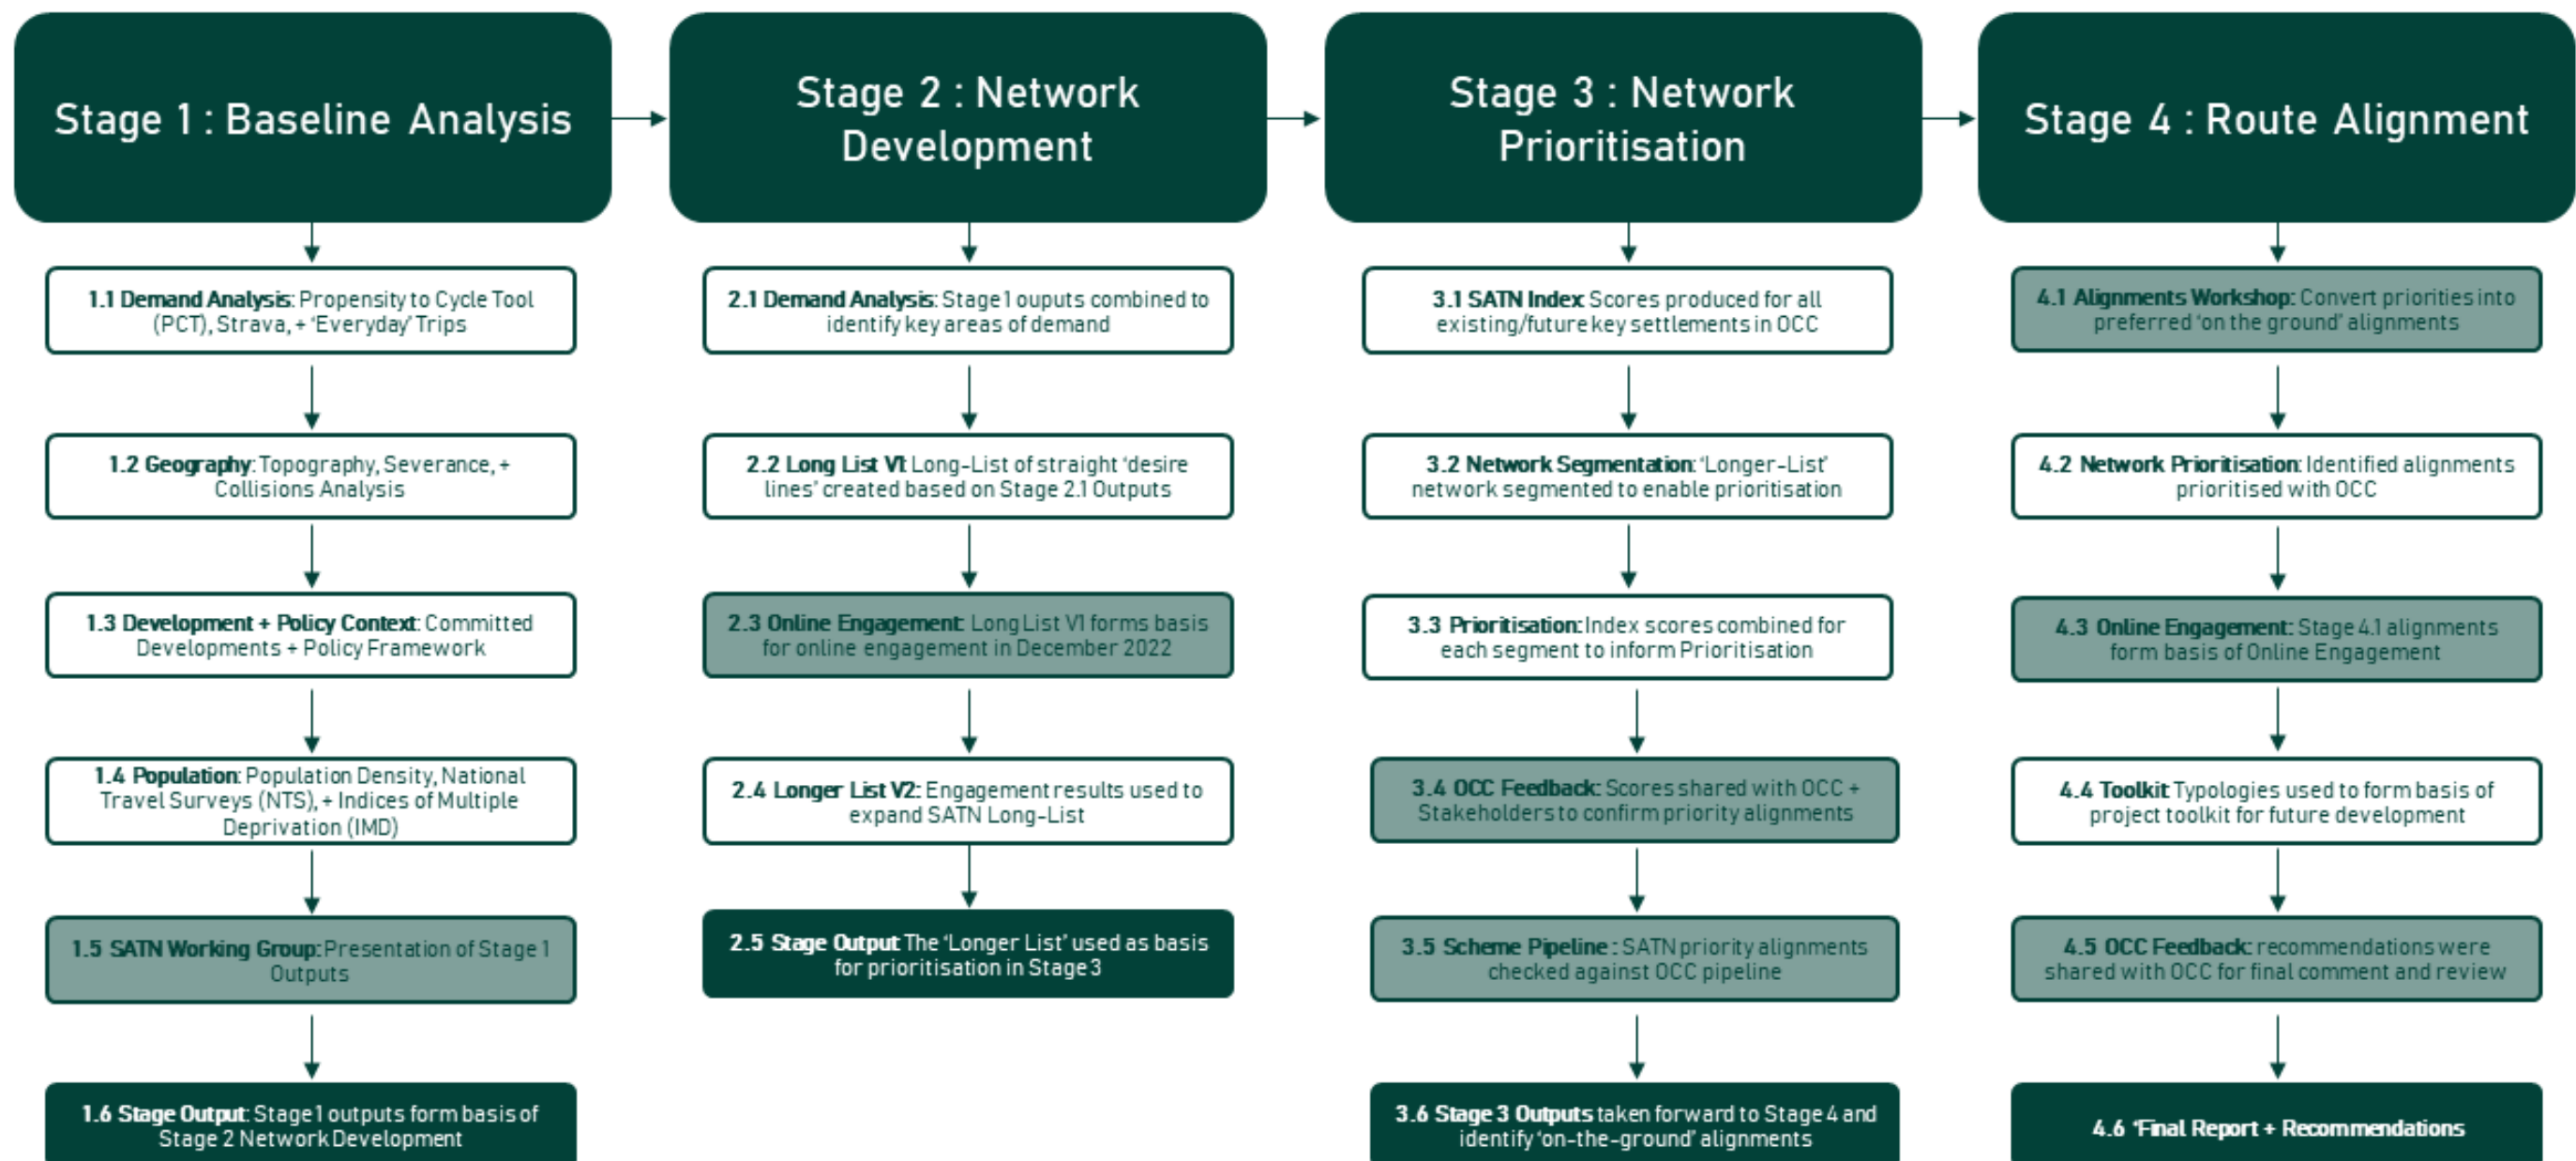 Stage 1 : Baseline Analysis
1.1 Demand Analysis: Propensity to Cycle Tool
(PCT), Strava, + 'Everyday' Trips
1.2 Geography: Topography, Severance, +
Collisions Analysis
1.3 Development + Policy Context: Committed
Developments + Policy Framework
1.4 Population: Population Density, National
Travel Surveys (NTS), + Indices of Multiple
Deprivation (IMD)
1.5 SATN Working Group: Presentation of Stage 1
Outputs
1.6 Stage Output: Stage 1 outputs form basis of
Stage 2 Network Development
Stage 2 : Network
Development
2.1 Demand Analysis: Stage 1 ouputs combined to
identify key areas of demand
2.2 Long List V1: Long-List of straight 'desire
lines' created based on Stage 2.1 Outputs
2.3 Online Engagement: Long List V1 forms basis
for online engagement in December 2022
2.4 Longer List V2: Engagement results used to
expand SATN Long-List
2.5 Stage Output: The 'Longer List' used as basis
for prioritisation in Stage 3
Stage 3 : Network
Prioritisation
3.1 SATN Index: Scores produced for all
existing/future key settlements in OCC
3.2 Network Segmentation: 'Longer-List'
network segmented to enable prioritisation
3.3 Prioritisation: Index scores combined for
each segment to inform Prioritisation
3.4 OCC Feedback: Scores shared with OCC +
Stakeholders to confirm priority alignments
3.5 Scheme Pipeline : SATN priority alignments
checked against OCC pipeline
3.6 Stage 3 Outputs taken forward to Stage 4 and
identify 'on-the-ground' alignments
Stage 4 : Route Alignment
4.1 Alignments Workshop: Convert priorities into
preferred 'on the ground' alignments
4.2 Network Prioritisation: Identified alignments
prioritised with OCC
4.3 Online Engagement: Stage 4.1 alignments
form basis of Online Engagement
4.4 Toolkit: Typologies used to form basis of
project toolkit for future development
4.5 OCC Feedback: recommendations were
shared with OCC for final comment and review
4.6 'Final Report + Recommendations